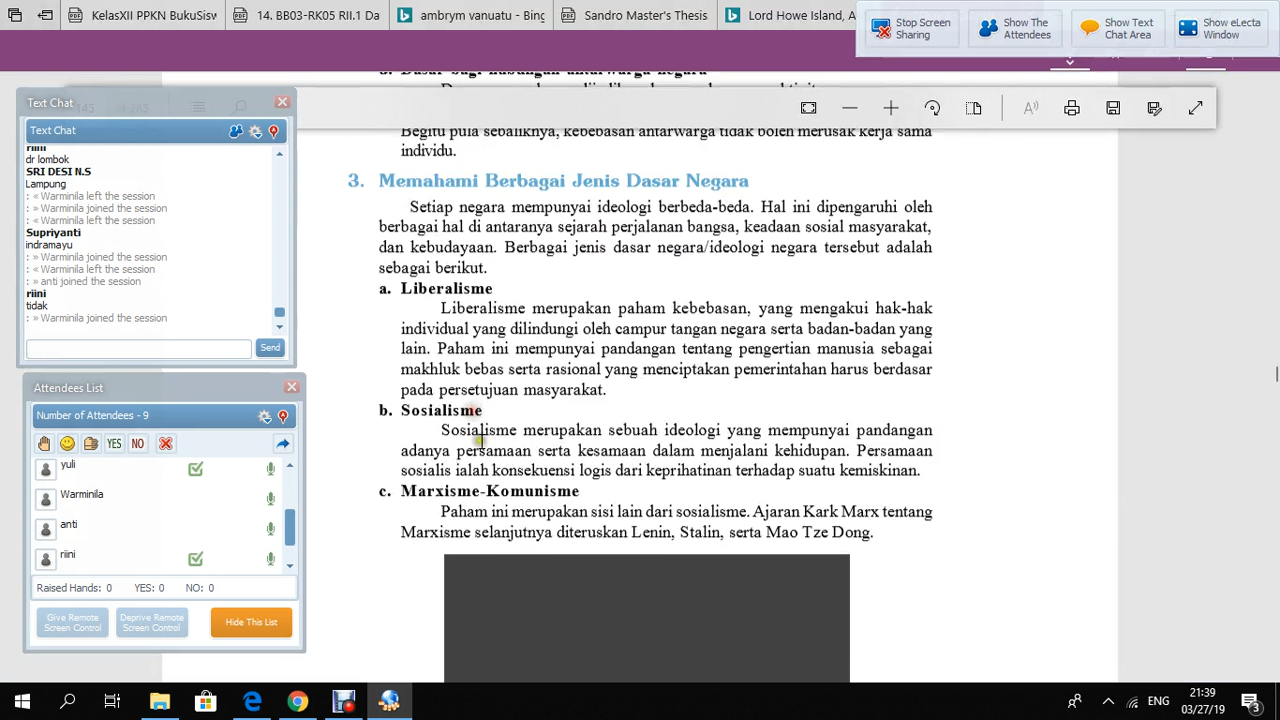 KelasXII PPKN BukuSisw
14. BB03-RK05 RII.1 Da
ambrym vanuatu - Bing
Sandro Master's Thesis
Lord Howe Island, A
Stop Screen
Sharing
Show The
Attendees
Show Text
Chat Area
Show eLecta
Window
Dasar bagi hubungan antarwarga negara
Text Chat
Text Chat
riini
dr lombok
SRI DESI N.S
Lampung
: « Warminila left the session
: » Warminila joined the session
: « Warminila left the session
Supriyanti
indramayu
: » Warminila joined the session
: « Warminila left the session
: » anti joined the session
riini
tidak
: » Warminila joined the session
Send
Attendees List
Number of Attendees - 9
YES
NO
yuli
Warminila
anti
riini
Raised Hands: 0 YES: 0 NO: 0
Give Remote
Screen Control
Deprive Remote
Screen Control
Hide This List
Begitu pula sebaliknya, kebebasan antarwarga tidak boleh merusak kerja sama
individu.
3. Memahami Berbagai Jenis Dasar Negara
Setiap negara mempunyai ideologi berbeda-beda. Hal ini dipengaruhi oleh
berbagai hal di antaranya sejarah perjalanan bangsa, keadaan sosial masyarakat,
dan kebudayaan. Berbagai jenis dasar negara/ideologi negara tersebut adalah
sebagai berikut.
a. Liberalisme
Liberalisme merupakan paham kebebasan, yang mengakui hak-hak
individual yang dilindungi oleh campur tangan negara serta badan-badan yang
lain. Paham ini mempunyai pandangan tentang pengertian manusia sebagai
makhluk bebas serta rasional yang menciptakan pemerintahan harus berdasar
pada persetujuan masyarakat.
b. Sosialisme
Sosialisme merupakan sebuah ideologi yang mempunyai pandangan
adanya persamaan serta kesamaan dalam menjalani kehidupan. Persamaan
sosialis ialah konsekuensi logis dari keprihatinan terhadap suatu kemiskinan.
c. Marxisme-Komunisme
Paham ini merupakan sisi lain dari sosialisme. Ajaran Kark Marx tentang
Marxisme selanjutnya diteruskan Lenin, Stalin, serta Mao Tze Dong.
ENG
21:39
03/27/19
3